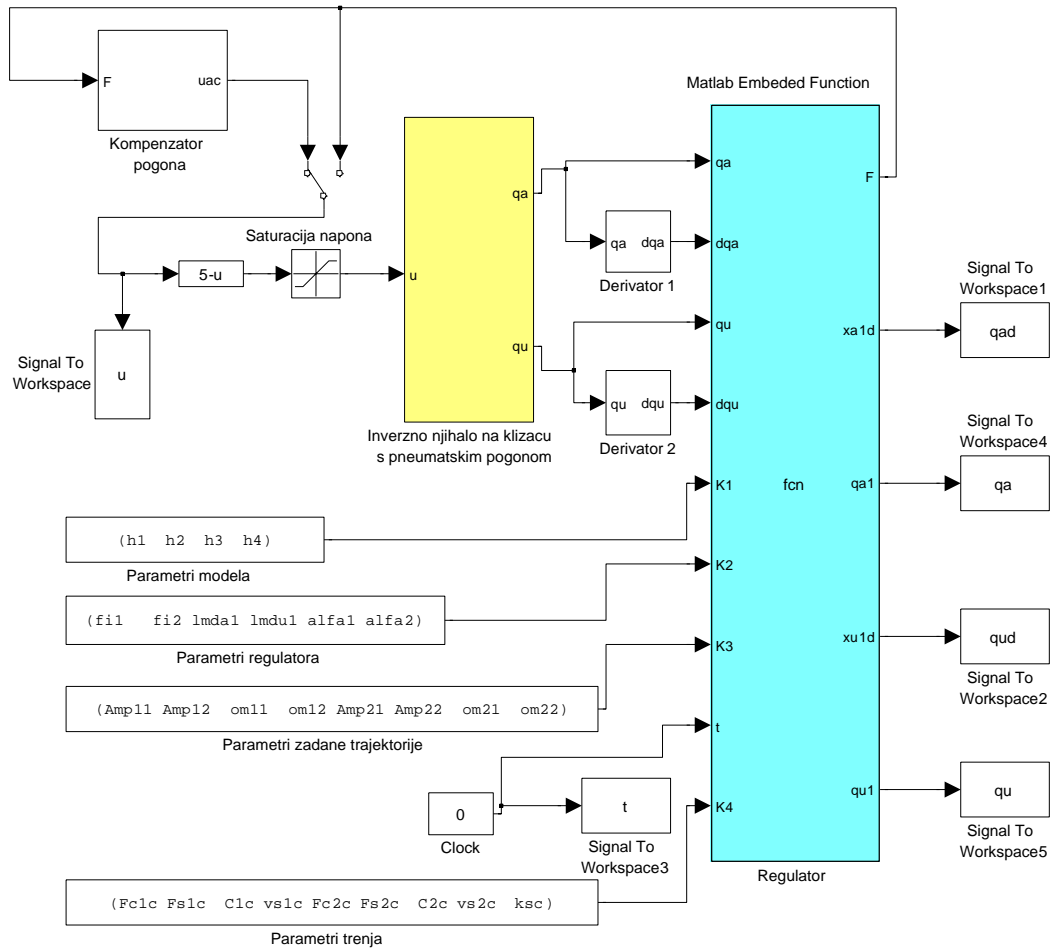 F
uac
Kompenzator
pogona
Matlab Embeded Function
qa
qa
F
Saturacija napona
qa
dqa
dqa
5-u
u
Derivator 1
Signal To
Workspace1
qu
xa1d
qad
Signal To
Workspace
u
qu
qu
dqu
dqu
Derivator 2
Inverzno njihalo na klizacu
s pneumatskim pogonom
Signal To
Workspace4
K1
fcn
qa1
qa
(h1 h2 h3 h4)
Parametri modela
K2
(fi1 fi2 lmda1 lmdu1 alfa1 alfa2)
Parametri regulatora
K3
xu1d
qud
Signal To
Workspace2
(Amp11 Amp12 om11 om12 Amp21 Amp22 om21 om22)
Parametri zadane trajektorije
t
qu1
qu
K4
0
Clock
t
Signal To
Workspace3
Signal To
Workspace5
Regulator
(Fc1c Fs1c C1c vs1c Fc2c Fs2c C2c vs2c ksc)
Parametri trenja